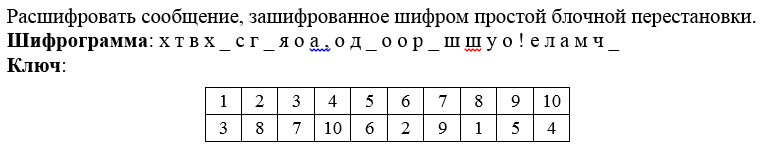 Расшифровать сообщение, зашифрованное шифром простой блочной перестановки.
Шифрограмма: х т в х _ с г _ я о а , о д _ о о р _ ш ш у о ! е л а м ч _
Ключ:
1 2 3 4 5 6 7 8 9 10
3 8 7 10 6 2 9 1 5 4